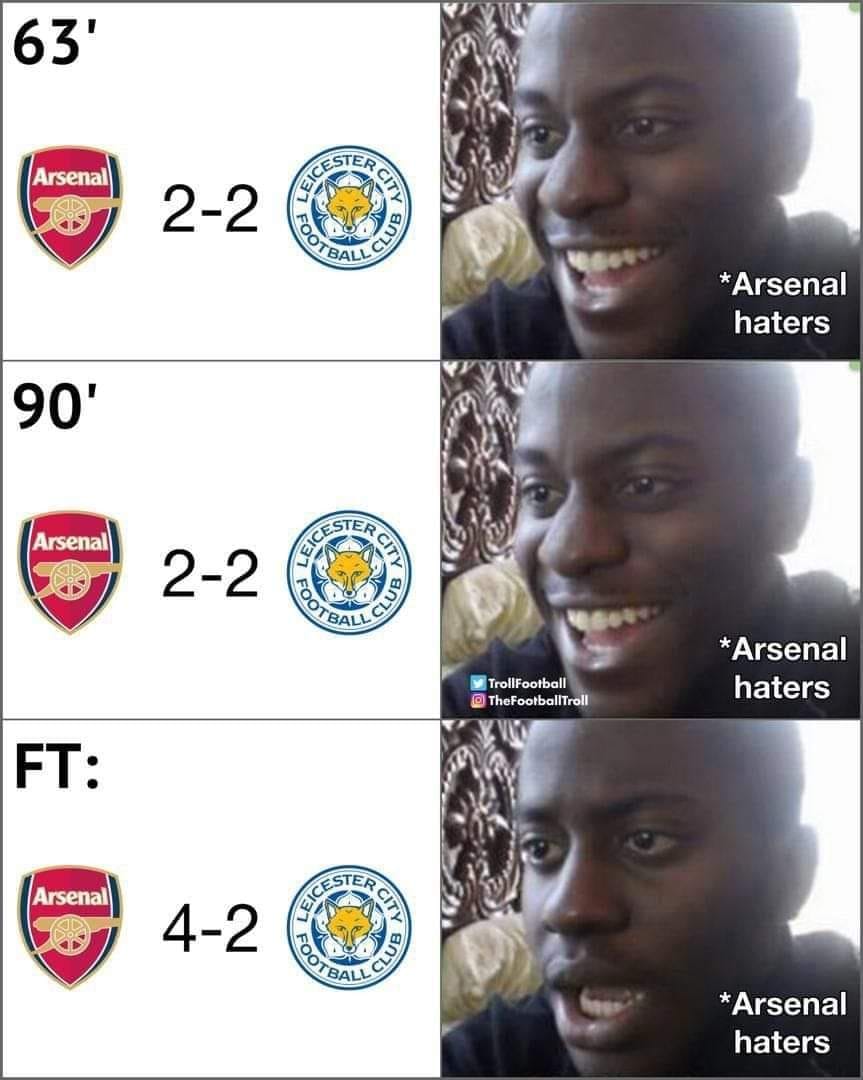 63'
Arsenal
2-2
LEICESTER CITY
FOOTBALL CLUB
*Arsenal
haters
90'
Arsenal
2-2
LEICESTER CITY
FOOTBALL CLUB
*Arsenal
haters
TrollFootball
TheFootballTroll
FT:
Arsenal
4-2
LEICESTER CITY
FOOTBALL CLUB
*Arsenal
haters